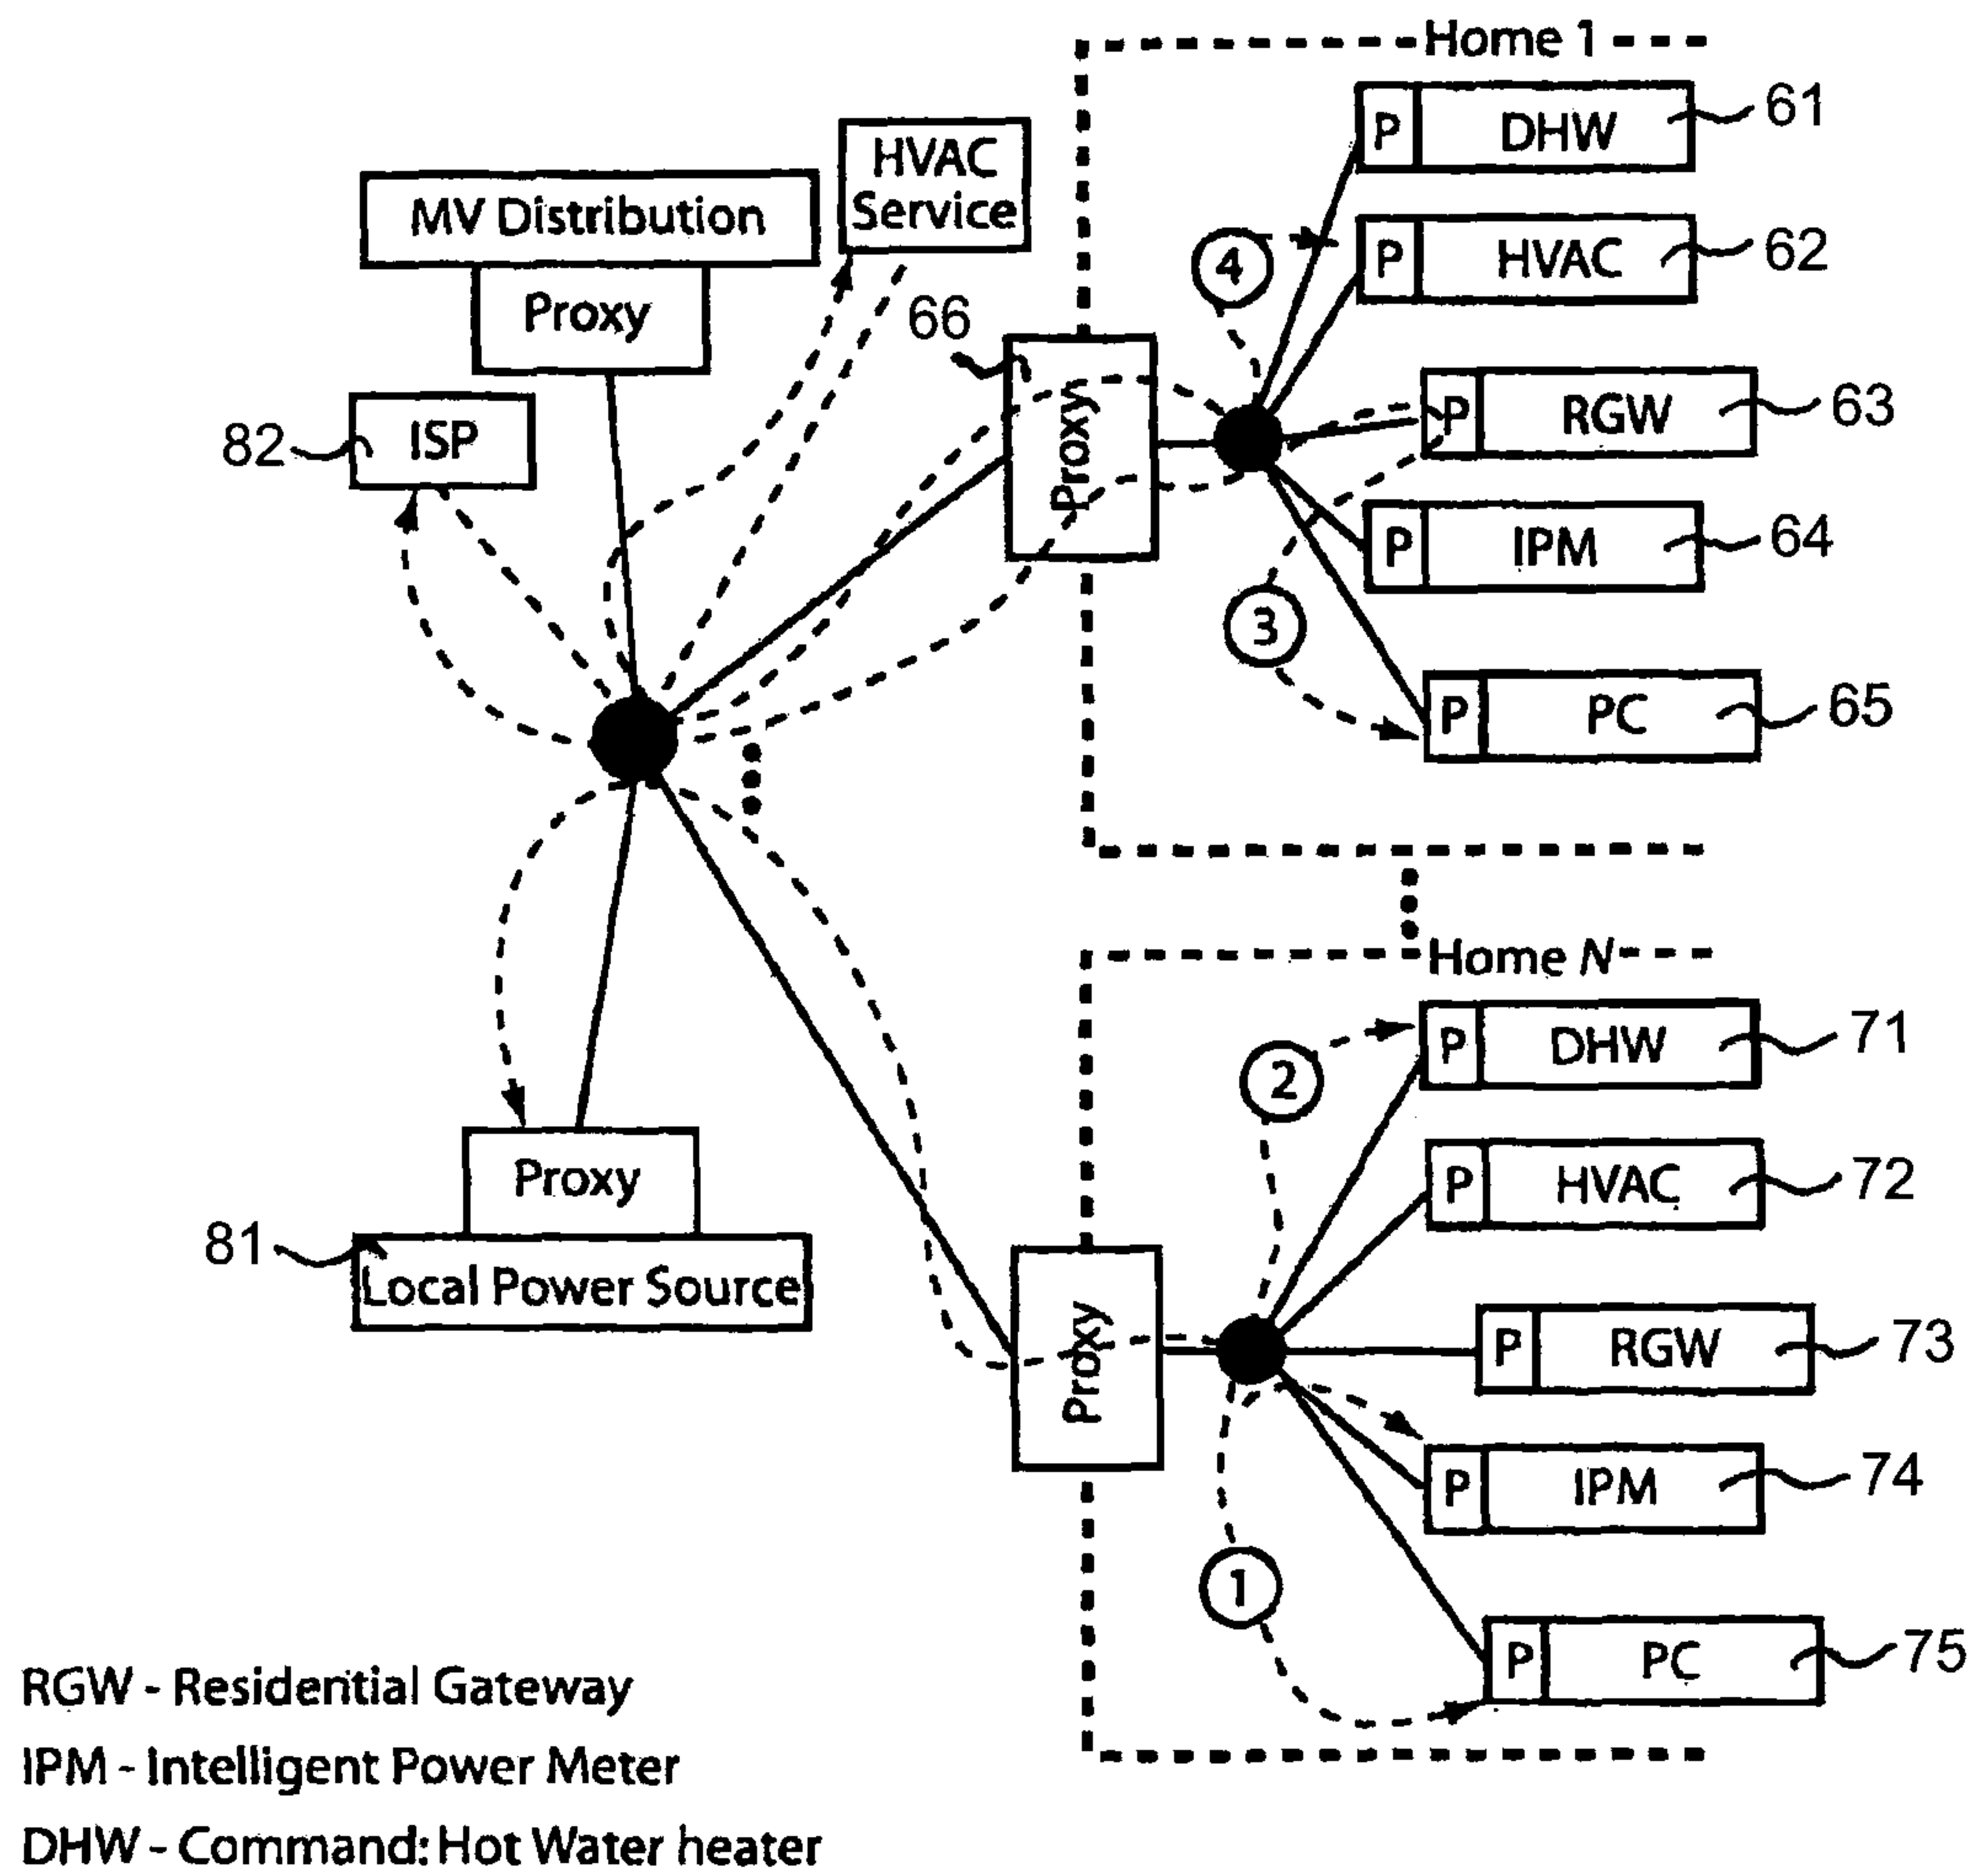 Home 1
P DHW 61
HVAC
Service
MV Distribution
P HVAC 62
4
Proxy
66
82 ISP
Proxy
P RGW 63
P IPM 64
3
P PC 65
Home N
P DHW 71
2
Proxy
P HVAC 72
81
Local Power Source
Proxy
P RGW 73
P IPM 74
1
P PC 75
RGW - Residential Gateway
IPM - Intelligent Power Meter
DHW - Command: Hot Water heater